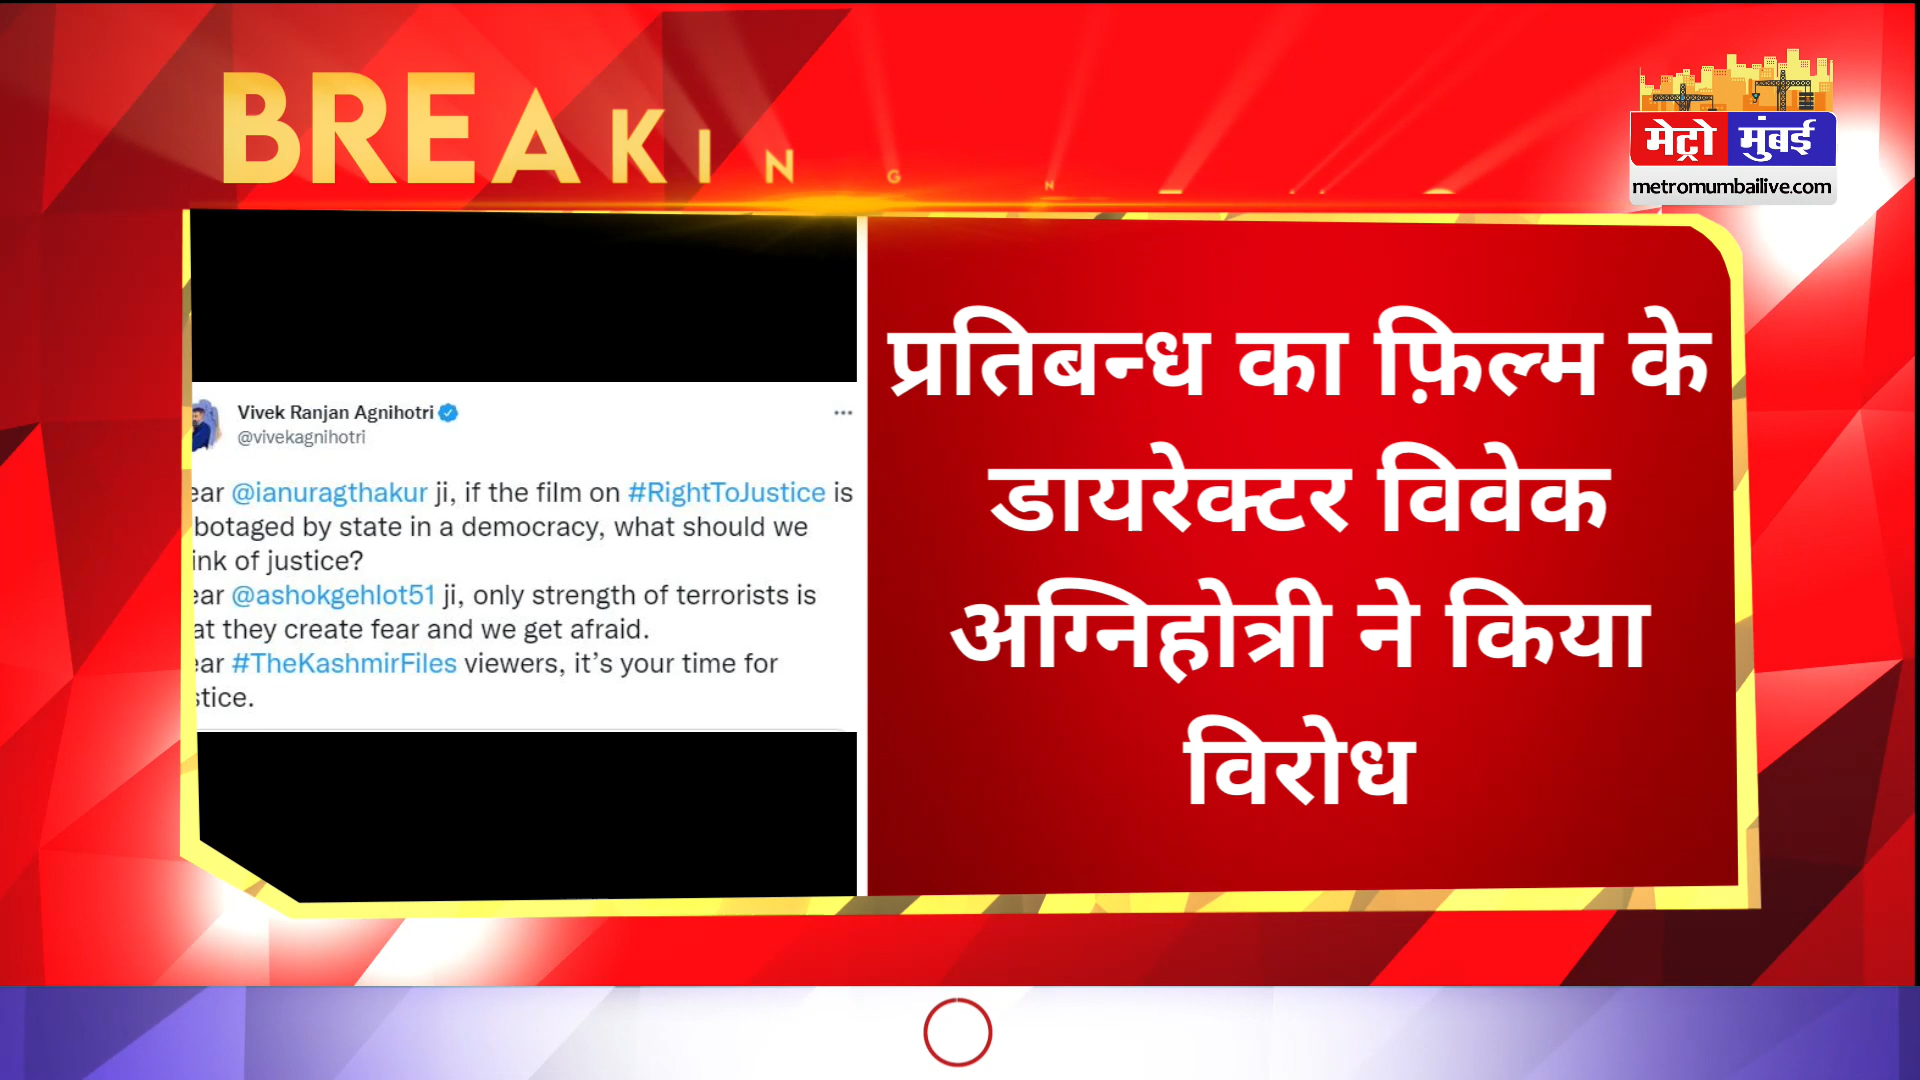 BREAKING N
मेट्रो मुंबई
metromumbailive.com
Vivek Ranjan Agnihotri
@vivekagnihotri
ear @ianuragthakur ji, if the film on #RightToJustice is
botaged by state in a democracy, what should we
ink of justice?
ear @ashokgehlot51 ji, only strength of terrorists is
at they create fear and we get afraid.
ear #TheKashmirFiles viewers, it's your time for
stice.
प्रतिबन्ध का फ़िल्म के
डायरेक्टर विवेक
अग्निहोत्री ने किया
विरोध